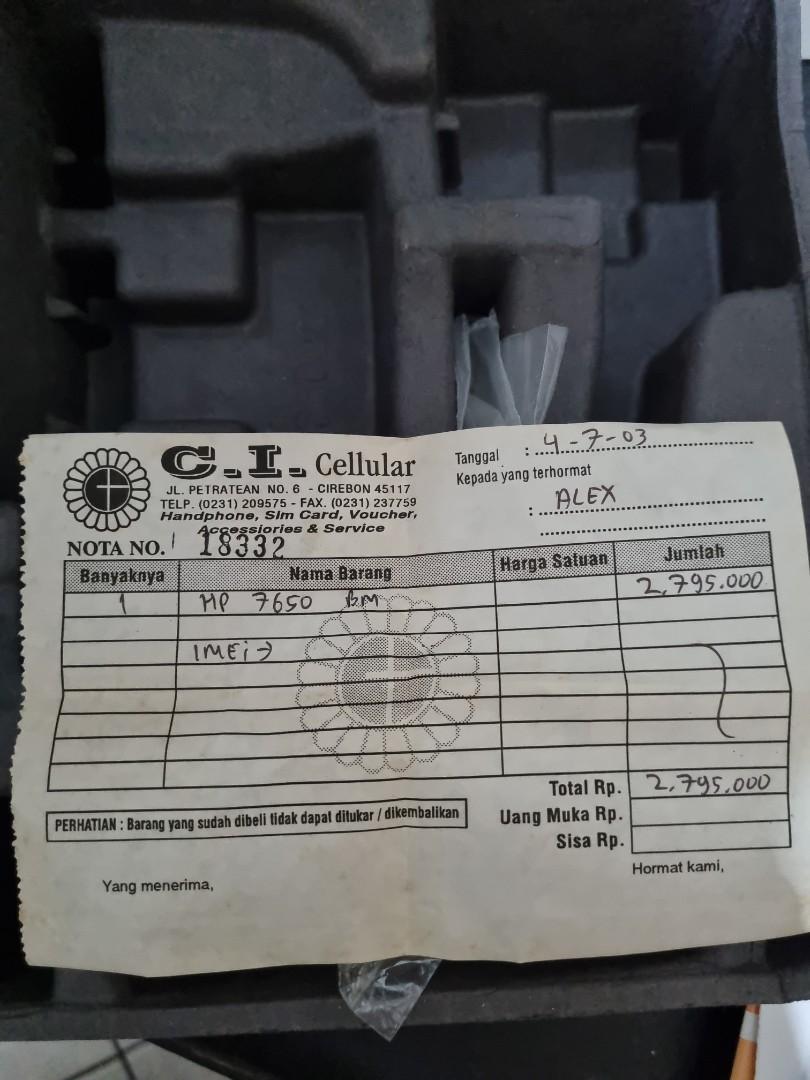 C.I. Cellular
JL. PETRATEAN NO. 6 - CIREBON 45117
TELP. (0231) 209575 - FAX. (0231) 237759
Handphone, Sim Card, Voucher,
Accessiories & Service
Tanggal : 4-7-03
Kepada yang terhormat
: ALEX
NOTA NO. 18332
Banyaknya Nama Barang Harga Satuan Jumlah
1 HP 7650 BM 2.795.000
IMEi →
Total Rp. 2.795.000
Uang Muka Rp.
Sisa Rp.
PERHATIAN : Barang yang sudah dibeli tidak dapat ditukar / dikembalikan
Yang menerima,
Hormat kami,